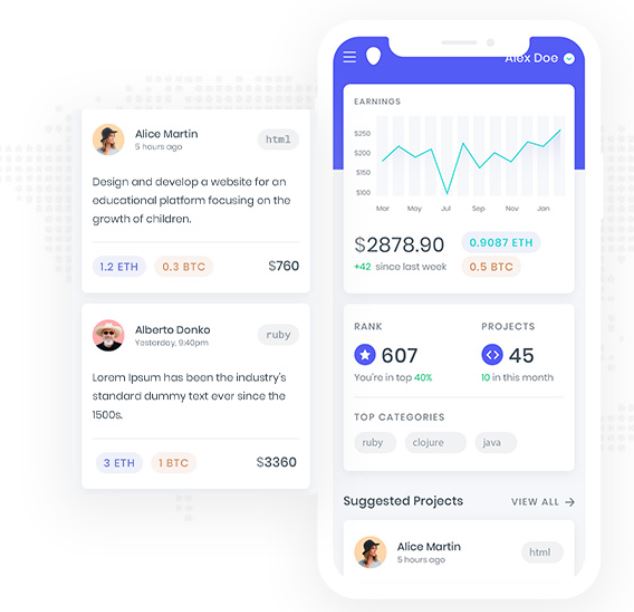 Alice Martin
5 hours ago
html
Design and develop a website for an
educational platform focusing on the
growth of children.
1.2 ETH
0.3 BTC
$760
Alberto Donko
Yesterday, 9:40pm
ruby
Lorem Ipsum has been the industry's
standard dummy text ever since the
1500s.
3 ETH
1 BTC
$3360
Alex Doe
EARNINGS
$250
$200
$150
$100
Mar May Jul Sep Nov Jan
$2878.90
0.9087 ETH
+42 since last week
0.5 BTC
RANK
607
You're in top 40%
PROJECTS
45
10 in this month
TOP CATEGORIES
ruby clojure java
Suggested Projects
VIEW ALL →
Alice Martin
5 hours ago
html